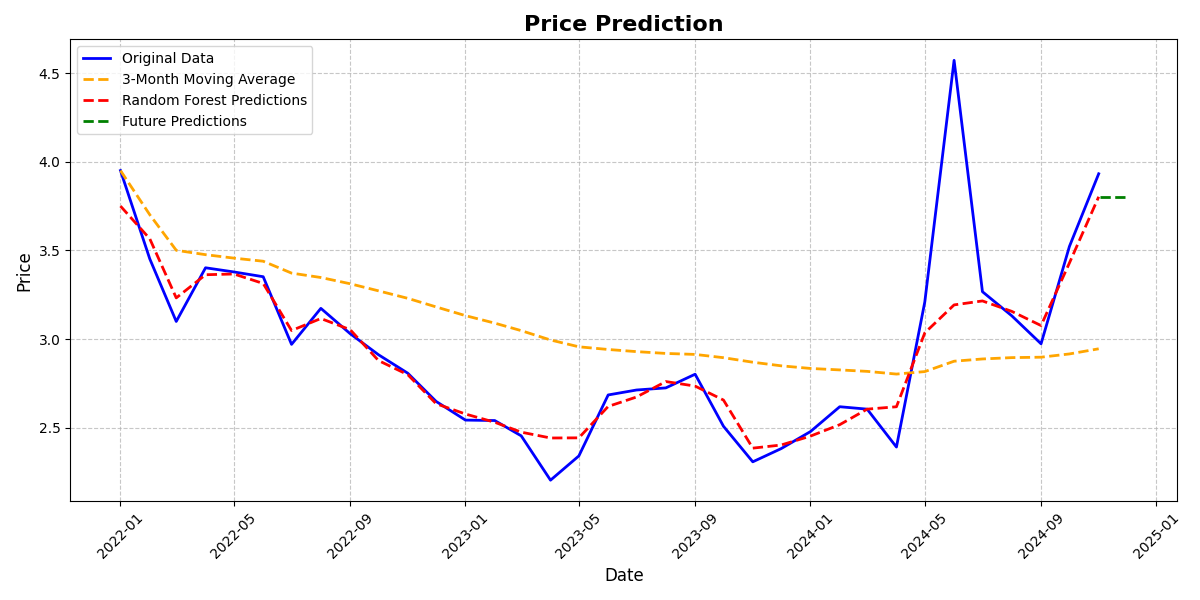 Price Prediction
Original Data
3-Month Moving Average
Random Forest Predictions
Future Predictions
Price
4.5
4.0
3.5
3.0
2.5
2022-01
2022-05
2022-09
2023-01
2023-05
2023-09
2024-01
2024-05
2024-09
2025-01
Date